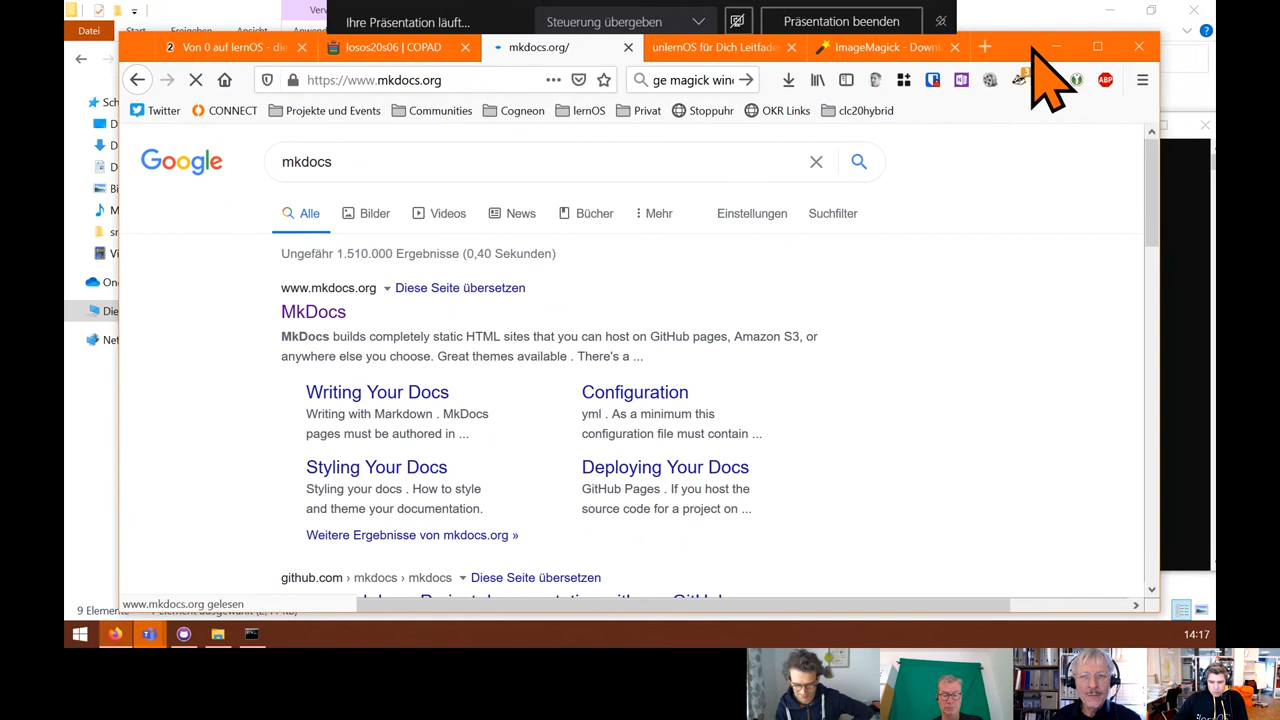 Ihre Präsentation läuft...
Steuerung übergeben
Präsentation beenden
Datei
Start
Freigeben
Ansicht
Von 0 auf lernOS - die
losos20s06 | COPAD
mkdocs.org/
unlernOS für Dich Leitfaden
ImageMagick - Downl
https://www.mkdocs.org
ge magick wind
Twitter
CONNECT
Projekte und Events
Communities
Cogneon
lernOS
Privat
Stoppuhr
OKR Links
clc20hybrid
Google
mkdocs
Alle
Bilder
Videos
News
Bücher
Mehr
Einstellungen
Suchfilter
Ungefähr 1.510.000 Ergebnisse (0,40 Sekunden)
www.mkdocs.org
Diese Seite übersetzen
MkDocs
MkDocs builds completely static HTML sites that you can host on GitHub pages, Amazon S3, or
anywhere else you choose. Great themes available . There's a ...
Writing Your Docs
Writing with Markdown . MkDocs
pages must be authored in ...
Configuration
yml . As a minimum this
configuration file must contain ...
Styling Your Docs
Styling your docs . How to style
and theme your documentation.
Deploying Your Docs
GitHub Pages . If you host the
source code for a project on ...
Weitere Ergebnisse von mkdocs.org »
github.com › mkdocs › mkdocs
Diese Seite übersetzen
www.mkdocs.org gelesen
9 Elemente
14:17